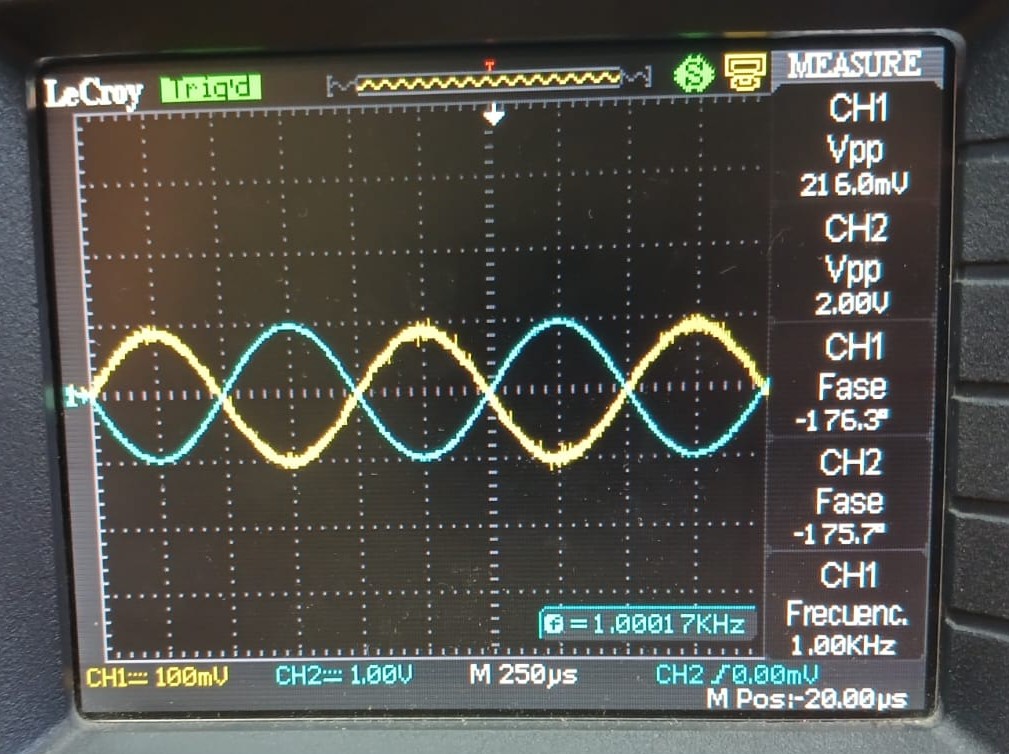 LeCroy Trig'd T S MEASURE
CH1
Vpp
216.0mV
CH2
Vpp
2.00V
CH1
Fase
-176.3°
CH2
Fase
-175.7°
CH1
Frecuenc.
1.00KHz
1
f = 1.00017KHz
CH1 100mV CH2 1.00V M 250µs CH2 0.00mV
M Pos:-20.00µs